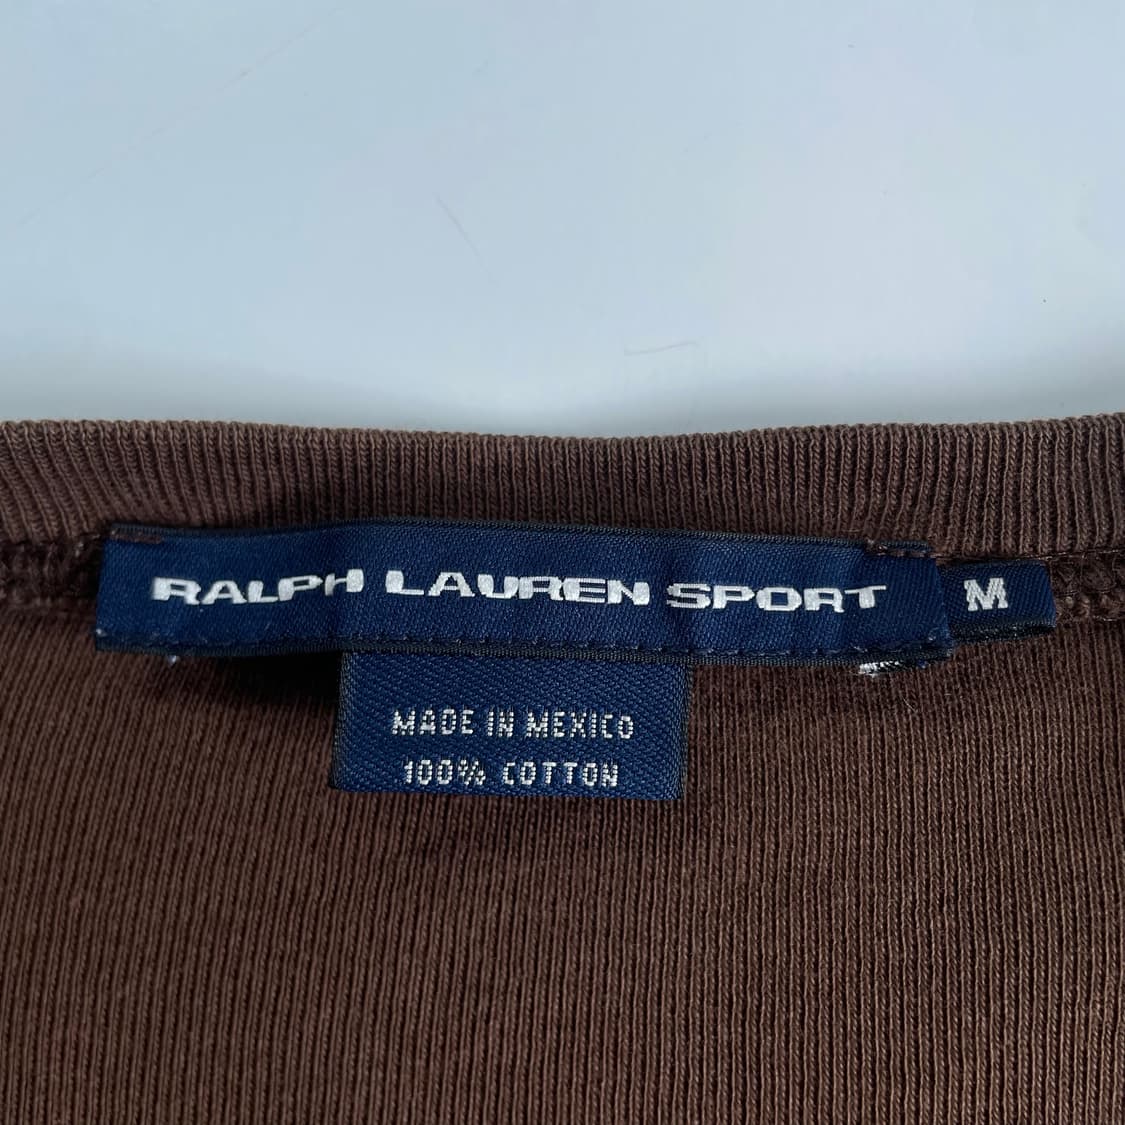 RALPH LAUREN SPORT M
MADE IN MEXICO
100% COTTON